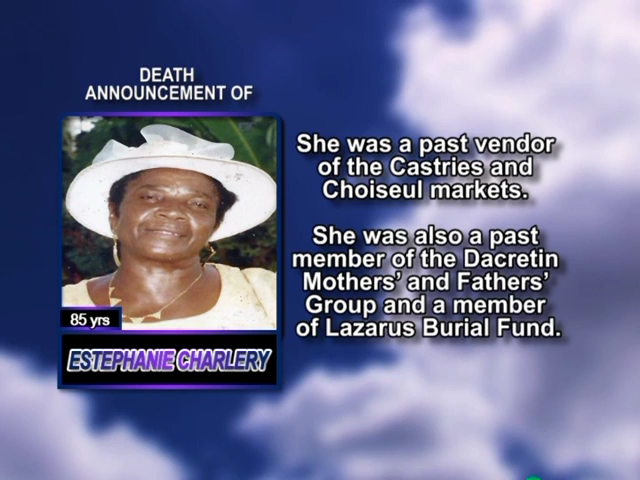 DEATH
ANNOUNCEMENT OF
85 yrs
ESTEPHANIE CHARLERY
She was a past vendor
of the Castries and
Choiseul markets.
She was also a past
member of the Dacretin
Mothers' and Fathers'
Group and a member
of Lazarus Burial Fund.